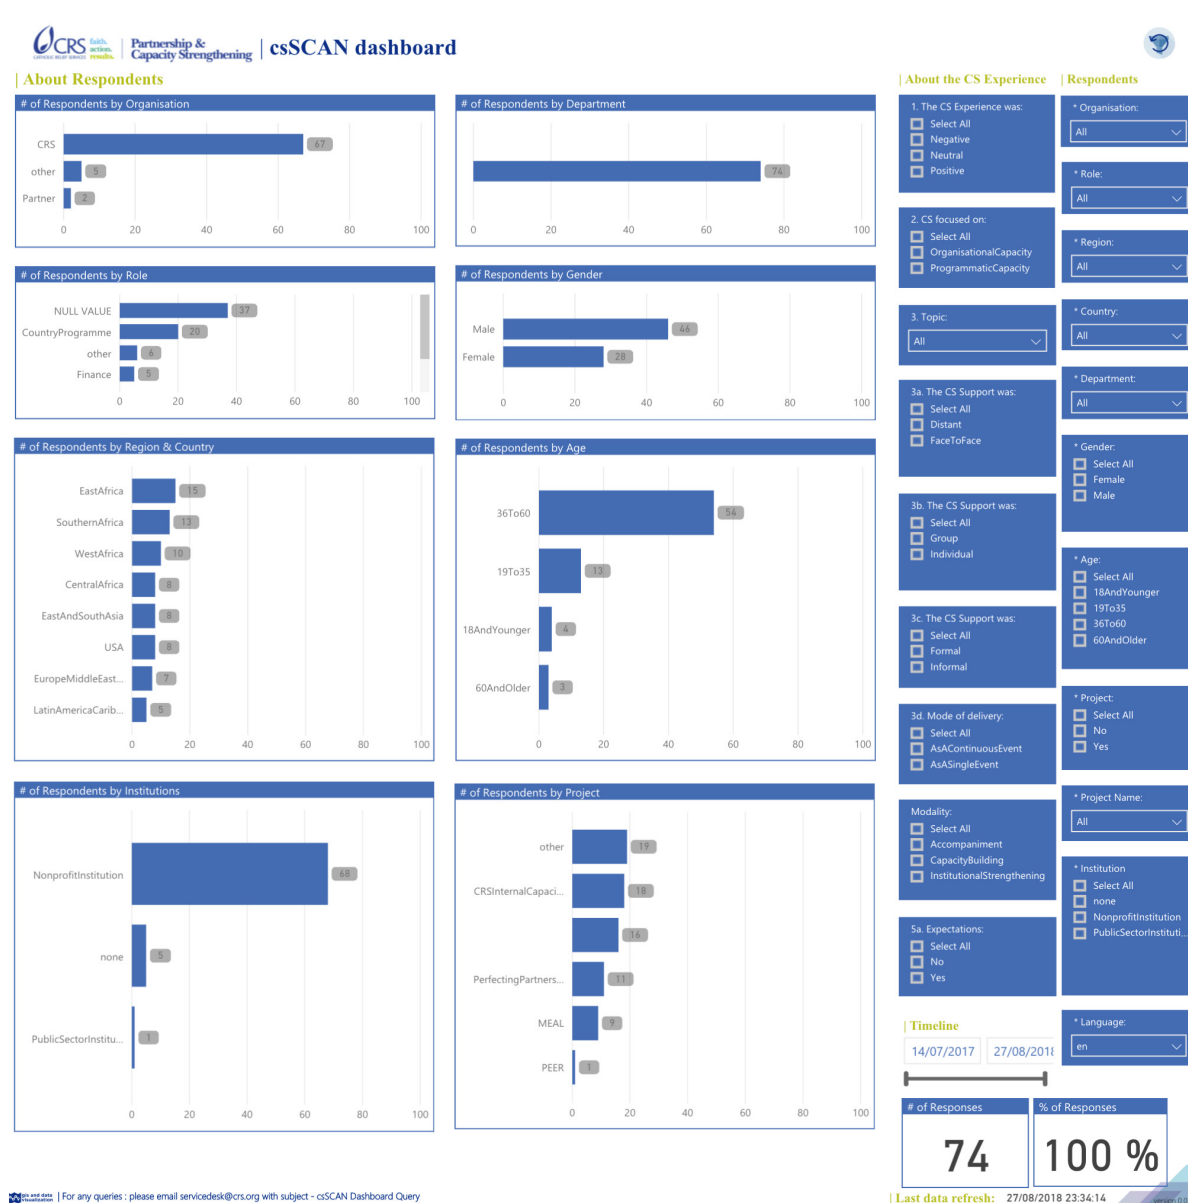 CRS
faith.
action.
results.
CATHOLIC RELIEF SERVICES
Partnership &
Capacity Strengthening
| csSCAN dashboard
| About Respondents
# of Respondents by Organisation
CRS 67
other 5
Partner 2
0 20 40 60 80 100
# of Respondents by Department
74
0 20 40 60 80 100
# of Respondents by Role
NULL VALUE 37
CountryProgramme 20
other 6
Finance 5
0 20 40 60 80 100
# of Respondents by Gender
Male 46
Female 28
0 20 40 60 80 100
# of Respondents by Region & Country
EastAfrica 15
SouthernAfrica 13
WestAfrica 10
CentralAfrica 8
EastAndSouthAsia 8
USA 8
EuropeMiddleEast... 7
LatinAmericaCarib... 5
0 20 40 60 80 100
# of Respondents by Age
36To60 54
19To35 13
18AndYounger 4
60AndOlder 3
0 20 40 60 80 100
# of Respondents by Institutions
NonprofitInstitution 68
none 5
PublicSectorInstitu... 1
0 20 40 60 80 100
# of Respondents by Project
other 19
CRSInternalCapaci... 18
16
PerfectingPartners... 11
MEAL 9
PEER 1
0 20 40 60 80 100
| About the CS Experience
1. The CS Experience was:
Select All
Negative
Neutral
Positive
2. CS focused on:
Select All
OrganisationalCapacity
ProgrammaticCapacity
3. Topic:
All
3a. The CS Support was:
Select All
Distant
FaceToFace
3b. The CS Support was:
Select All
Group
Individual
3c. The CS Support was:
Select All
Formal
Informal
3d. Mode of delivery:
Select All
AsAContinuousEvent
AsASingleEvent
Modality:
Select All
Accompaniment
CapacityBuilding
InstitutionalStrengthening
5a. Expectations:
Select All
No
Yes
| Respondents
* Organisation:
All
* Role:
All
* Region:
All
* Country:
All
* Department:
All
* Gender:
Select All
Female
Male
* Age:
Select All
18AndYounger
19To35
36To60
60AndOlder
* Project:
Select All
No
Yes
* Project Name:
All
* Institution
Select All
none
NonprofitInstitution
PublicSectorInstituti...
* Language:
en
| Timeline
14/07/2017 27/08/2018
# of Responses
74
% of Responses
100 %
gis and data
visualization
| For any queries : please email servicedesk@crs.org with subject - csSCAN Dashboard Query
| Last data refresh: 27/08/2018 23:34:14
version 0.0